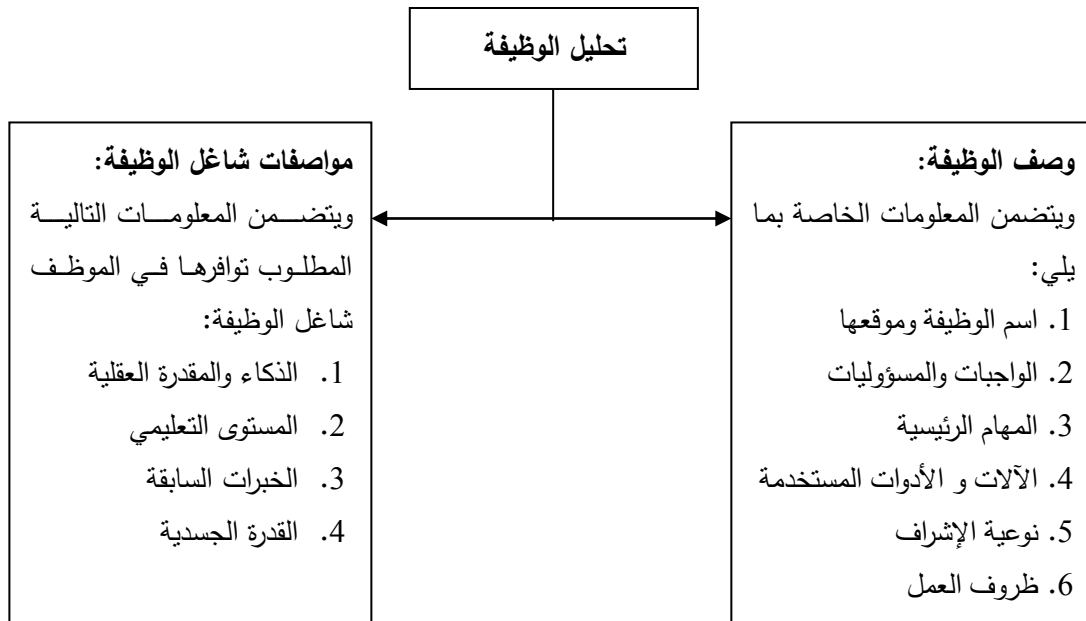 تحليل الوظيفة
وصف الوظيفة:
ويتضمن المعلومات الخاصة بما
يلي:
1. اسم الوظيفة وموقعها
2. الواجبات والمسؤوليات
3. المهام الرئيسية
4. الآلات و الأدوات المستخدمة
5. نوعية الإشراف
6. ظروف العمل
مواصفات شاغل الوظيفة:
ويتضمن المعلومات التالية
المطلوب توافرها في الموظف
شاغل الوظيفة:
1. الذكاء والمقدرة العقلية
2. المستوى التعليمي
3. الخبرات السابقة
4. القدرة الجسدية